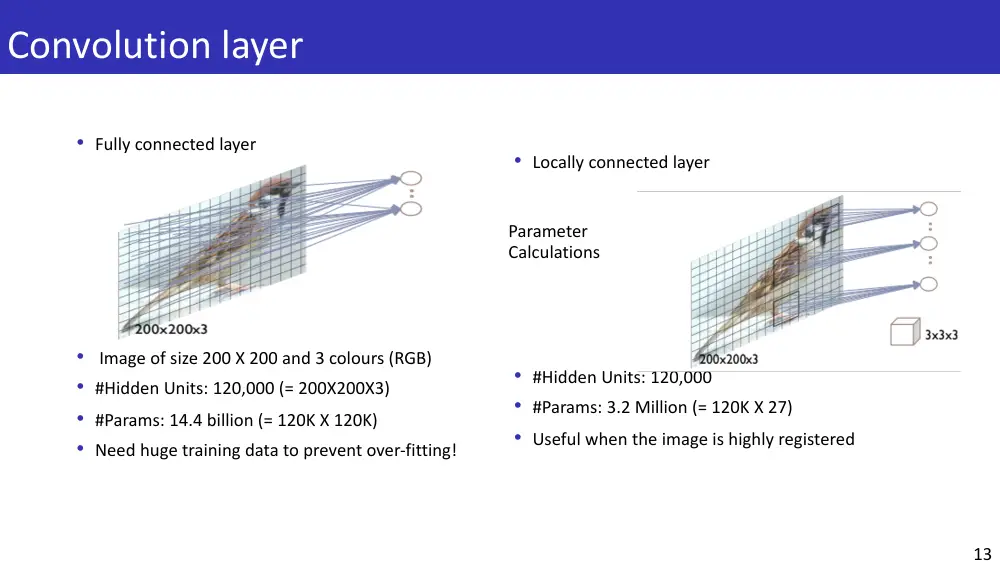 Convolution layer
• Fully connected layer
200x200x3
• Image of size 200 X 200 and 3 colours (RGB)
• #Hidden Units: 120,000 (= 200X200X3)
• #Params: 14.4 billion (= 120K X 120K)
• Need huge training data to prevent over-fitting!
• Locally connected layer
Parameter
Calculations
3x3x3
200x200x3
• #Hidden Units: 120,000
• #Params: 3.2 Million (= 120K X 27)
• Useful when the image is highly registered
13